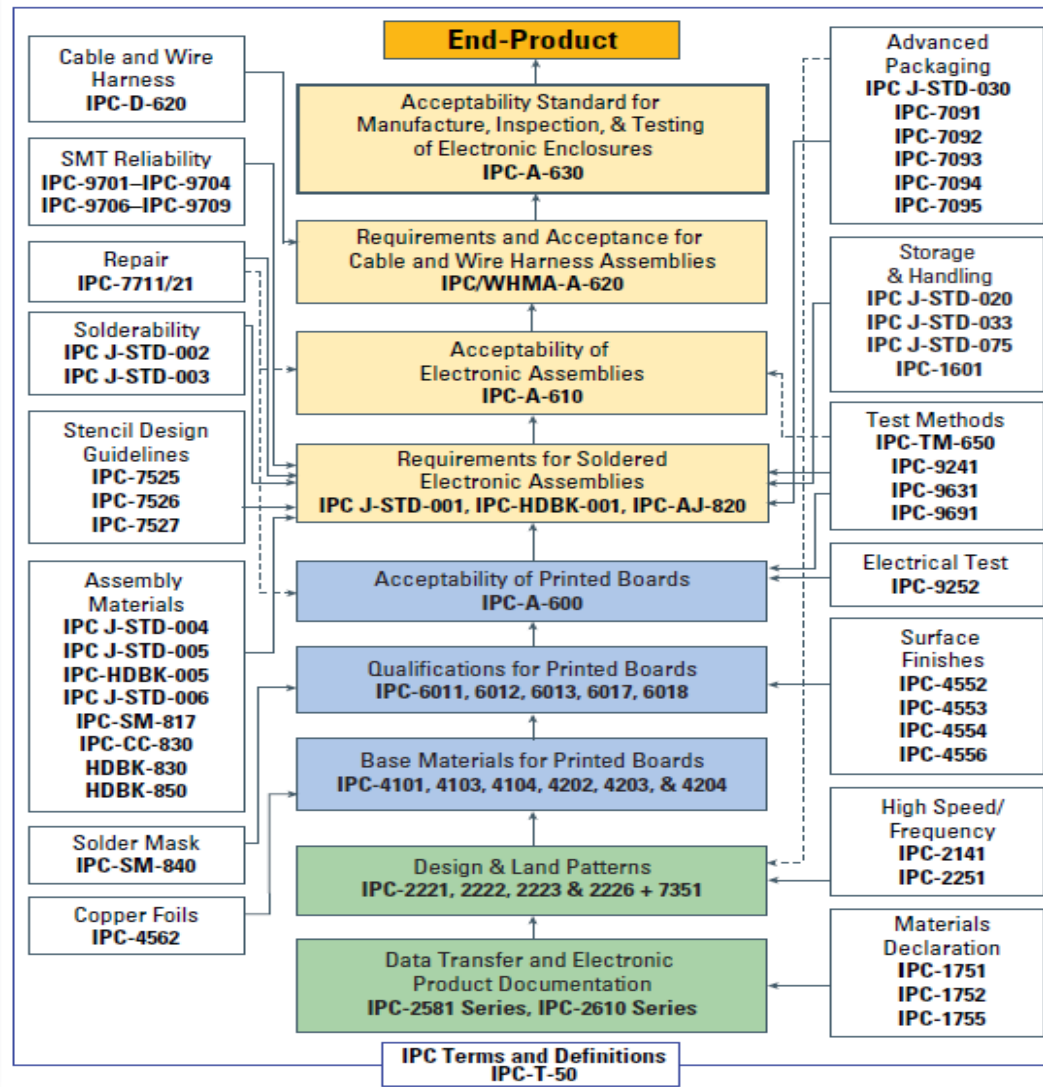 End-Product
Cable and Wire
Harness
IPC-D-620
SMT Reliability
IPC-9701–IPC-9704
IPC-9706–IPC-9709
Repair
IPC-7711/21
Solderability
IPC J-STD-002
IPC J-STD-003
Stencil Design
Guidelines
IPC-7525
IPC-7526
IPC-7527
Assembly
Materials
IPC J-STD-004
IPC J-STD-005
IPC-HDBK-005
IPC J-STD-006
IPC-SM-817
IPC-CC-830
HDBK-830
HDBK-850
Solder Mask
IPC-SM-840
Copper Foils
IPC-4562
Acceptability Standard for
Manufacture, Inspection, & Testing
of Electronic Enclosures
IPC-A-630
Requirements and Acceptance for
Cable and Wire Harness Assemblies
IPC/WHMA-A-620
Acceptability of
Electronic Assemblies
IPC-A-610
Requirements for Soldered
Electronic Assemblies
IPC J-STD-001, IPC-HDBK-001, IPC-AJ-820
Acceptability of Printed Boards
IPC-A-600
Qualifications for Printed Boards
IPC-6011, 6012, 6013, 6017, 6018
Base Materials for Printed Boards
IPC-4101, 4103, 4104, 4202, 4203, & 4204
Design & Land Patterns
IPC-2221, 2222, 2223 & 2226 + 7351
Data Transfer and Electronic
Product Documentation
IPC-2581 Series, IPC-2610 Series
Advanced
Packaging
IPC J-STD-030
IPC-7091
IPC-7092
IPC-7093
IPC-7094
IPC-7095
Storage
& Handling
IPC J-STD-020
IPC J-STD-033
IPC J-STD-075
IPC-1601
Test Methods
IPC-TM-650
IPC-9241
IPC-9631
IPC-9691
Electrical Test
IPC-9252
Surface
Finishes
IPC-4552
IPC-4553
IPC-4554
IPC-4556
High Speed/
Frequency
IPC-2141
IPC-2251
Materials
Declaration
IPC-1751
IPC-1752
IPC-1755
IPC Terms and Definitions
IPC-T-50